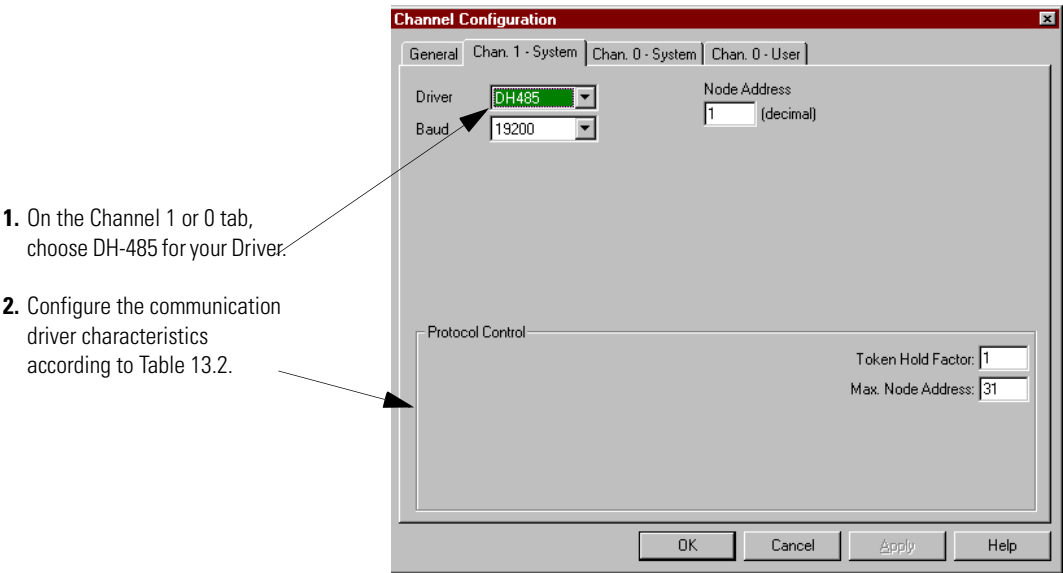 Channel Configuration
General
Chan. 1 - System
Chan. 0 - System
Chan. 0 - User
Driver
DH485
Node Address
1
(decimal)
Baud
19200
1. On the Channel 1 or 0 tab,
choose DH-485 for your Driver.
2. Configure the communication
driver characteristics
according to Table 13.2.
Protocol Control
Token Hold Factor: 1
Max. Node Address: 31
OK
Cancel
Apply
Help